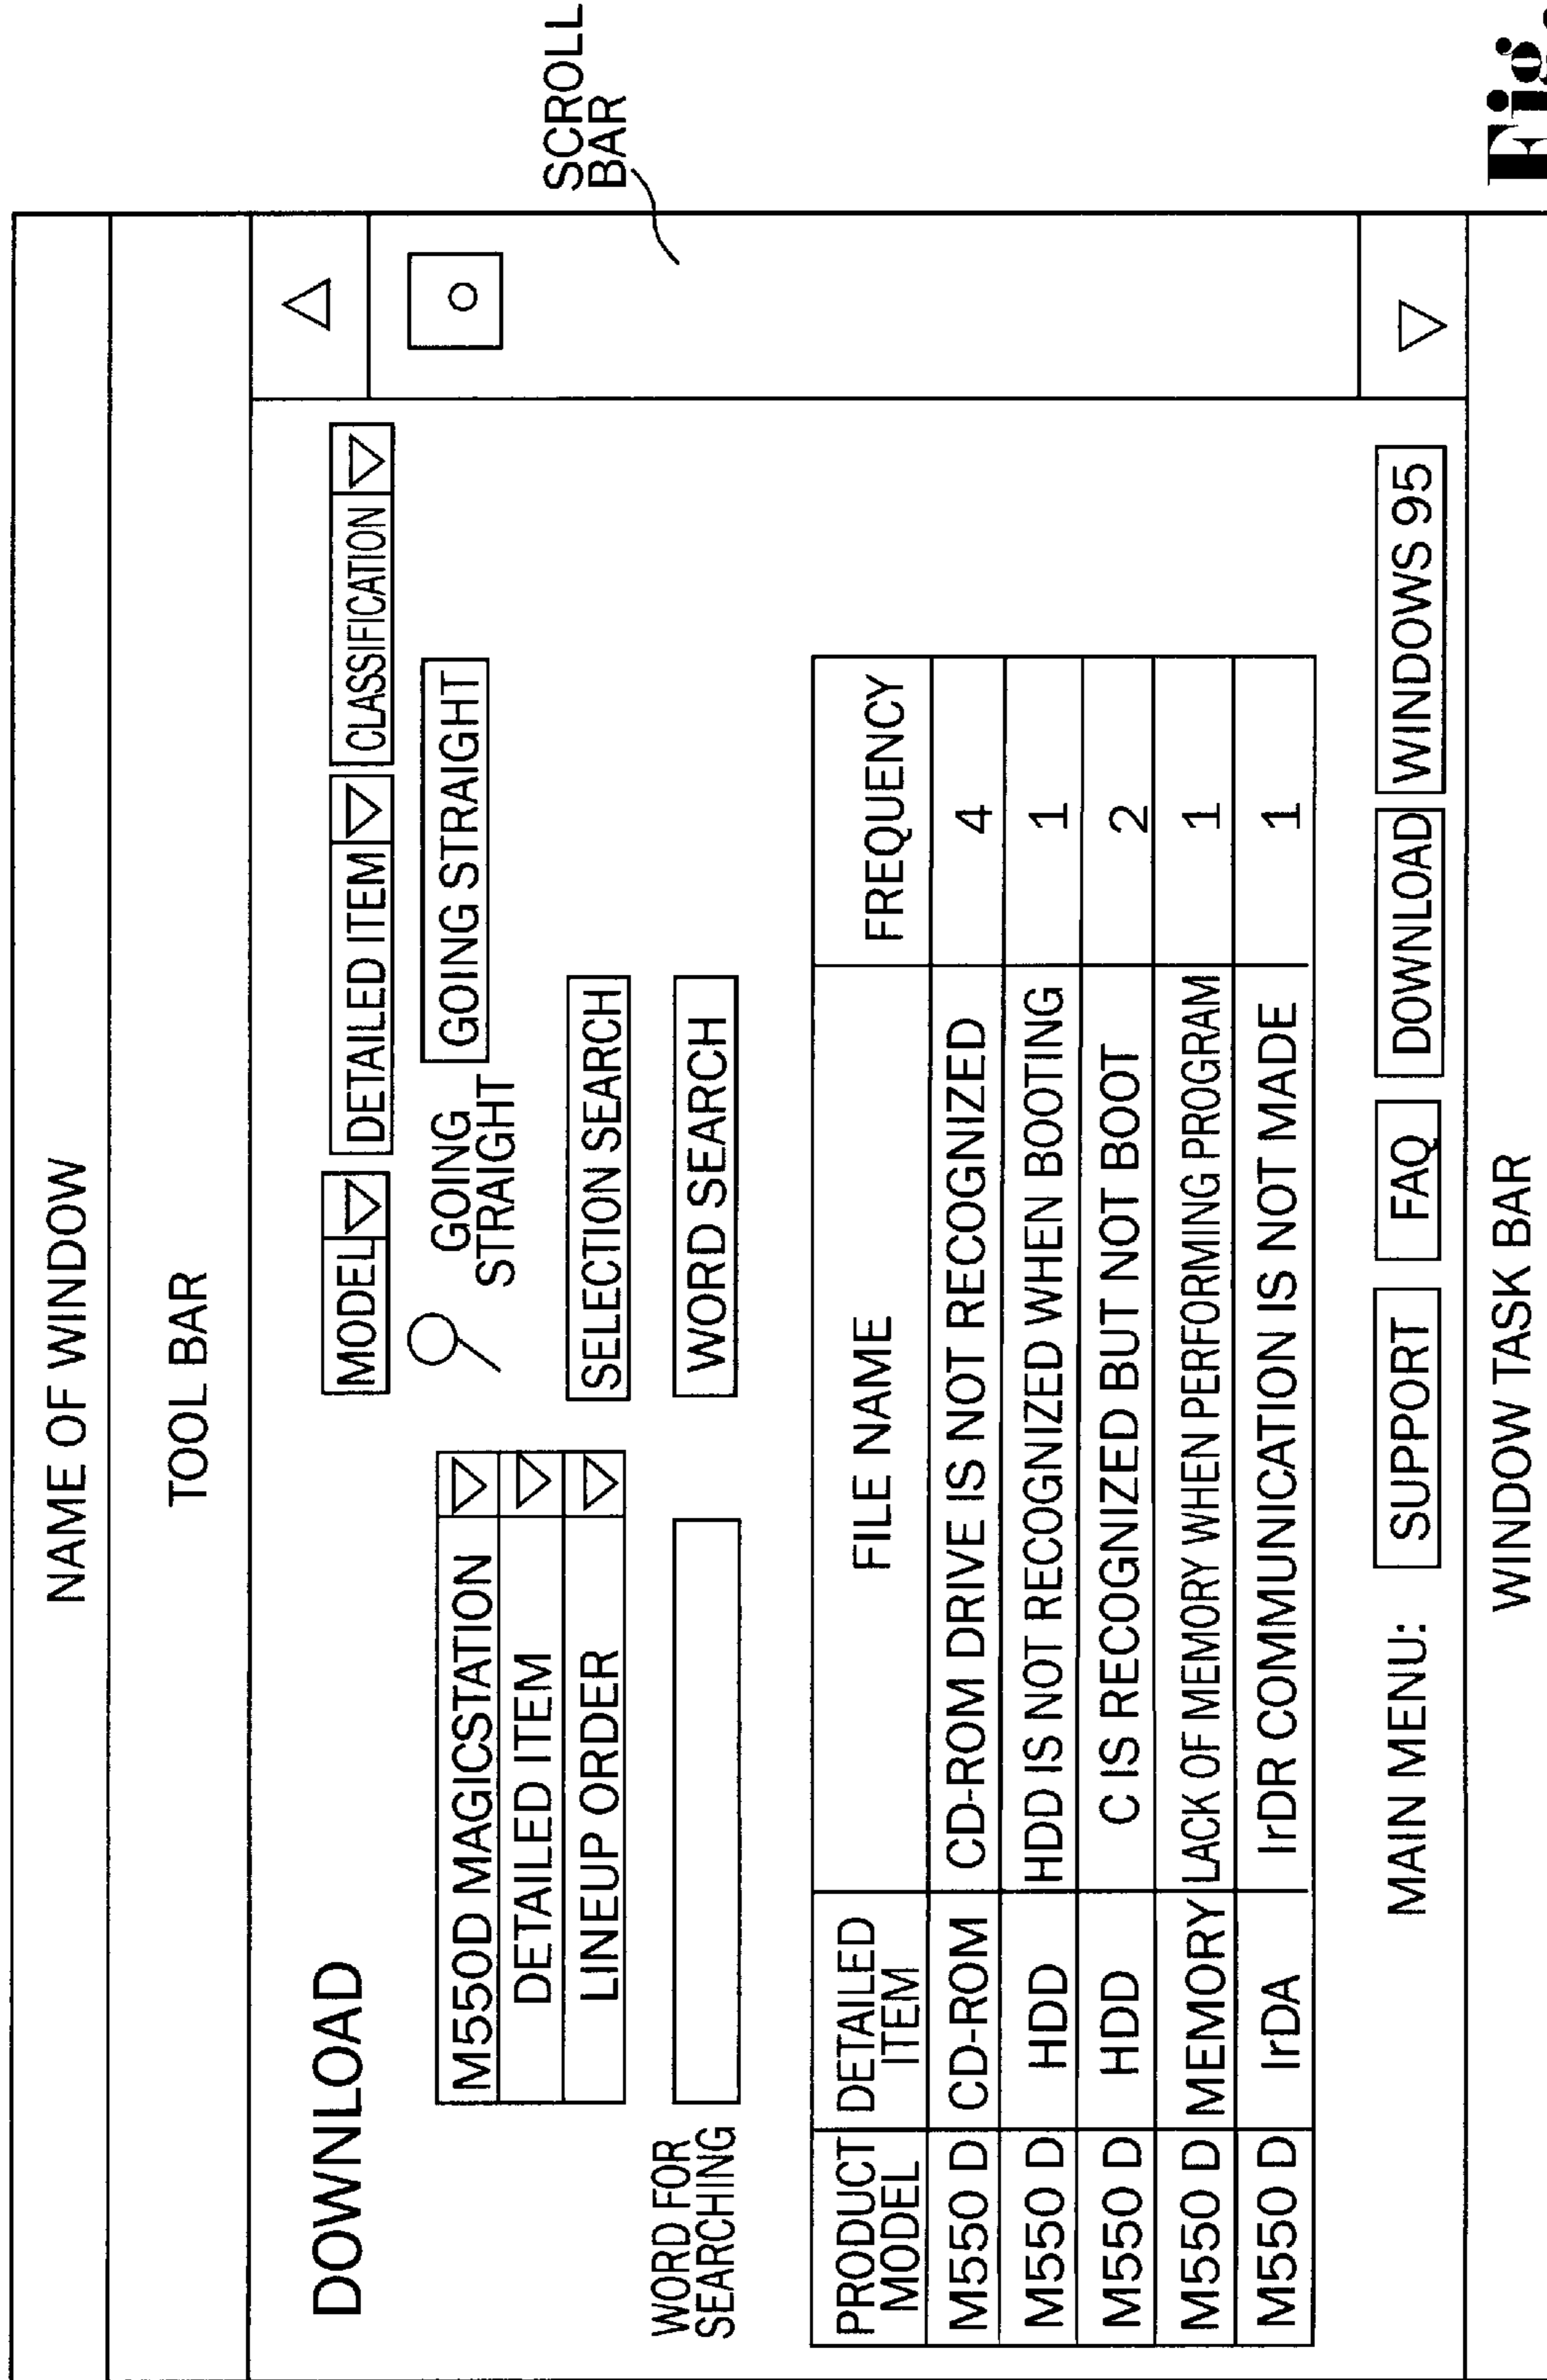 NAME OF WINDOW
TOOL BAR
DOWNLOAD
MODEL DETAILED ITEM CLASSIFICATION
M550D MAGICSTATION
DETAILED ITEM
LINEUP ORDER
GOING
STRAIGHT
GOING STRAIGHT
SELECTION SEARCH
WORD FOR
SEARCHING
WORD SEARCH
SCROLL
BAR
PRODUCT
MODEL
DETAILED
ITEM
FILE NAME
FREQUENCY
M550 D CD-ROM CD-ROM DRIVE IS NOT RECOGNIZED 4
M550 D HDD HDD IS NOT RECOGNIZED WHEN BOOTING 1
M550 D HDD C IS RECOGNIZED BUT NOT BOOT 2
M550 D MEMORY LACK OF MEMORY WHEN PERFORMING PROGRAM 1
M550 D IrDA IrDR COMMUNICATION IS NOT MADE 1
MAIN MENU: SUPPORT FAQ DOWNLOAD WINDOWS 95
WINDOW TASK BAR
Fig.